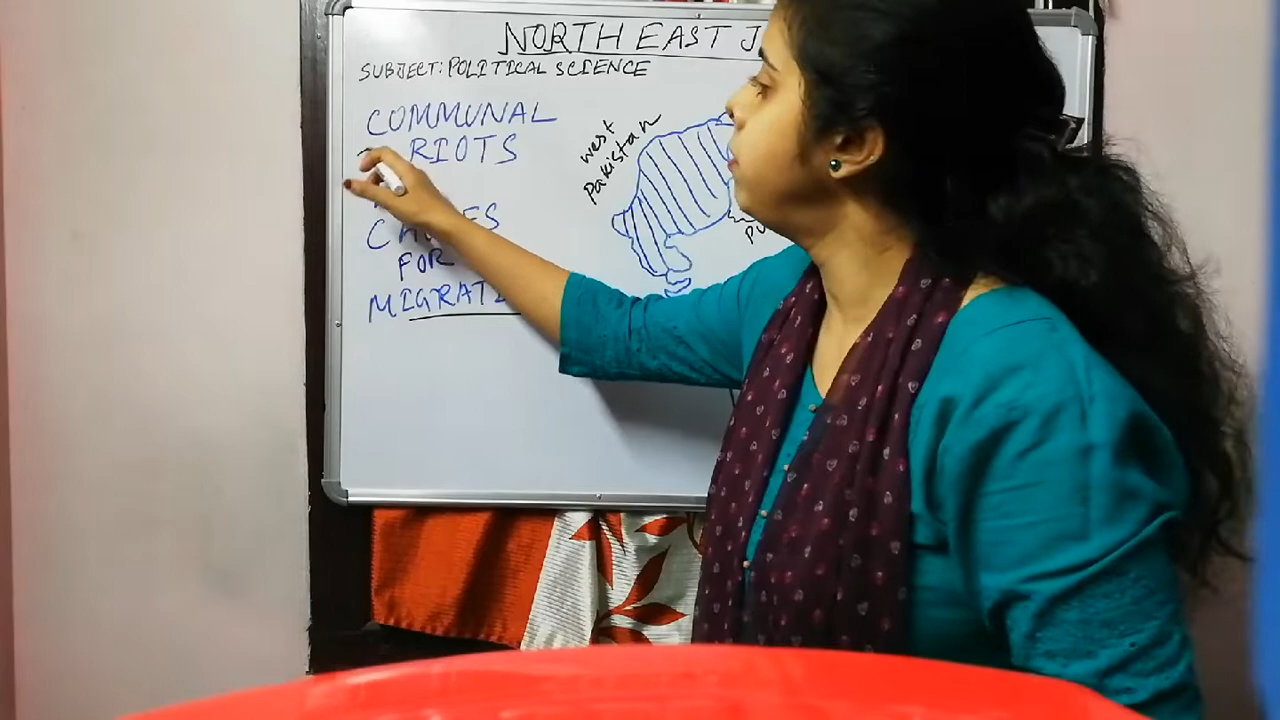 NORTH EAST
SUBJECT: POLITICAL SCIENCE
COMMUNAL
RIOTS
FOR
west
Pakistan